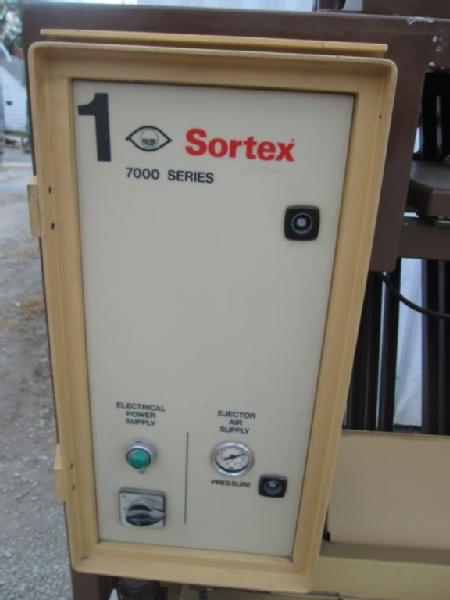 1
Sortex
7000 SERIES
ELECTRICAL
POWER
SUPPLY
EJECTOR
AIR
SUPPLY
PRESSURE